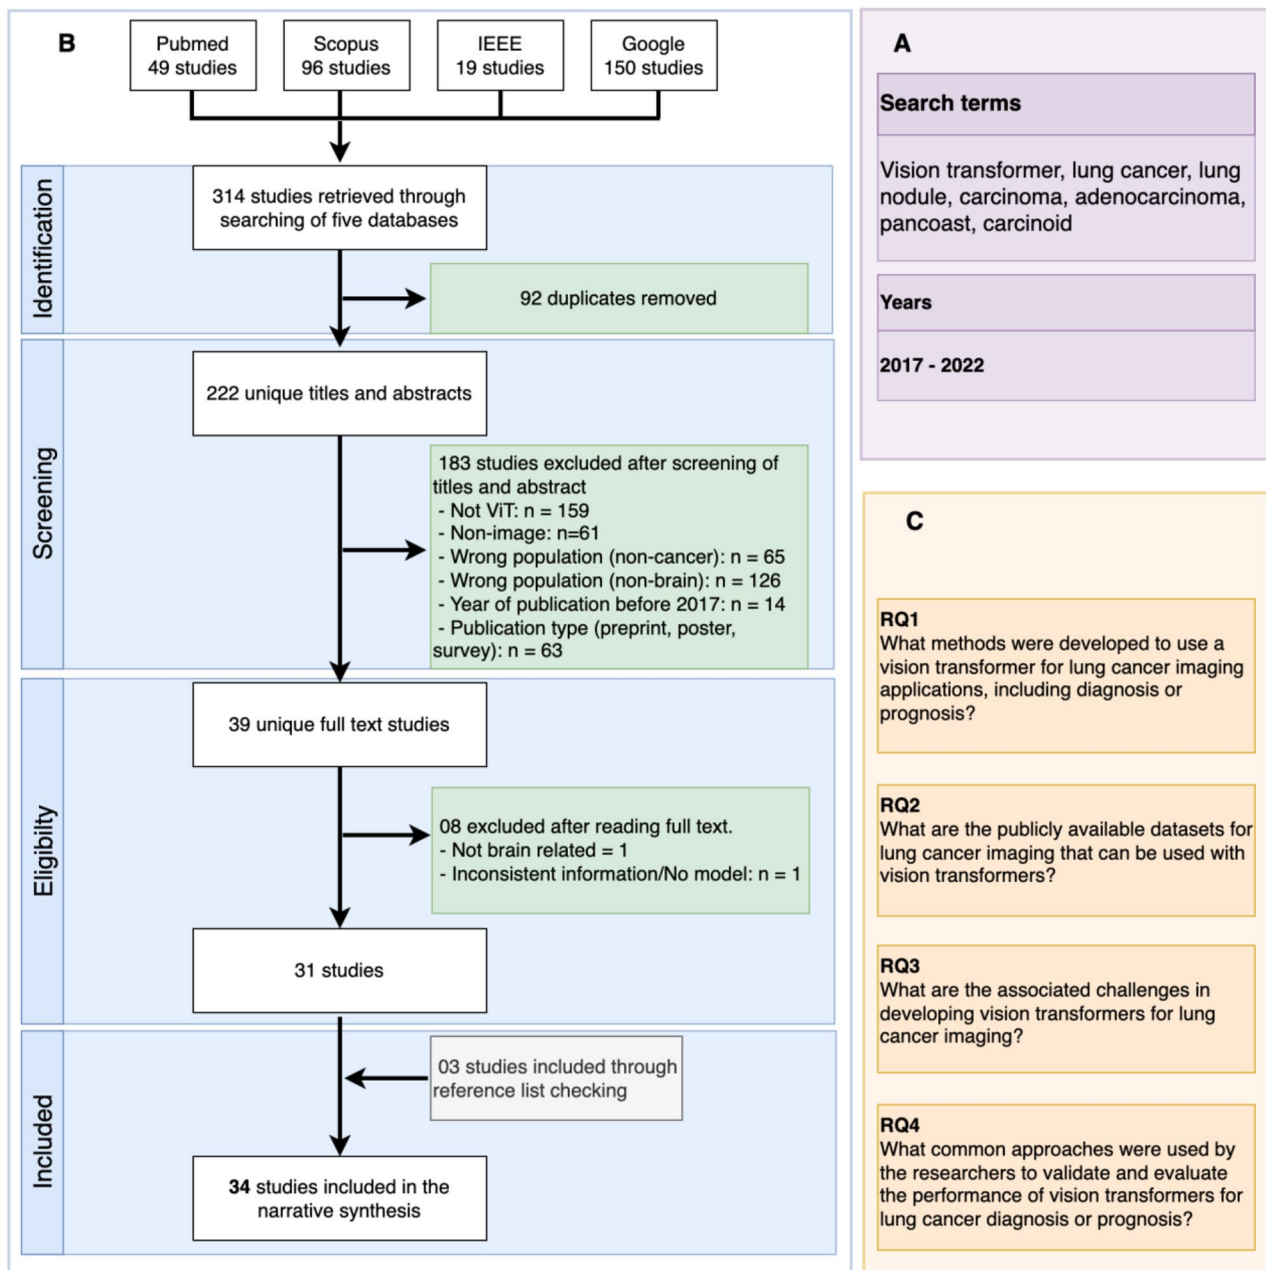 B
Pubmed
49 studies
Scopus
96 studies
IEEE
19 studies
Google
150 studies
Identification
314 studies retrieved through
searching of five databases
92 duplicates removed
Screening
222 unique titles and abstracts
183 studies excluded after screening of
titles and abstract
- Not ViT: n = 159
- Non-image: n=61
- Wrong population (non-cancer): n = 65
- Wrong population (non-brain): n = 126
- Year of publication before 2017: n = 14
- Publication type (preprint, poster,
survey): n = 63
Eligibilty
39 unique full text studies
08 excluded after reading full text.
- Not brain related = 1
- Inconsistent information/No model: n = 1
31 studies
Included
03 studies included through
reference list checking
34 studies included in the
narrative synthesis
A
Search terms
Vision transformer, lung cancer, lung
nodule, carcinoma, adenocarcinoma,
pancoast, carcinoid
Years
2017 - 2022
C
RQ1
What methods were developed to use a
vision transformer for lung cancer imaging
applications, including diagnosis or
prognosis?
RQ2
What are the publicly available datasets for
lung cancer imaging that can be used with
vision transformers?
RQ3
What are the associated challenges in
developing vision transformers for lung
cancer imaging?
RQ4
What common approaches were used by
the researchers to validate and evaluate
the performance of vision transformers for
lung cancer diagnosis or prognosis?